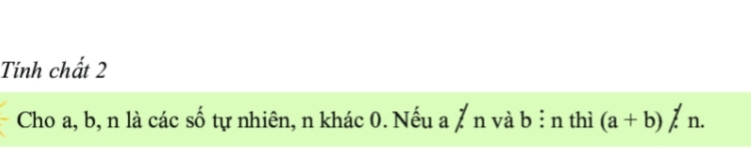 Tính chất 2
Cho a, b, n là các số tự nhiên, n khác 0. Nếu a ⋮̸ n và b ⋮ n thì (a + b) ⋮̸ n.